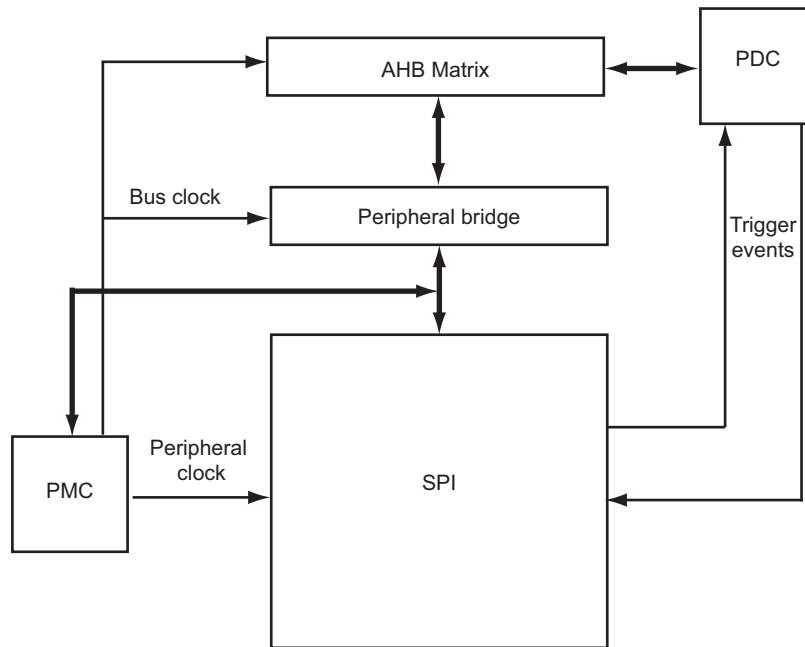 AHB Matrix
PDC
Bus clock
Peripheral bridge
Trigger
events
Peripheral
clock
PMC
SPI